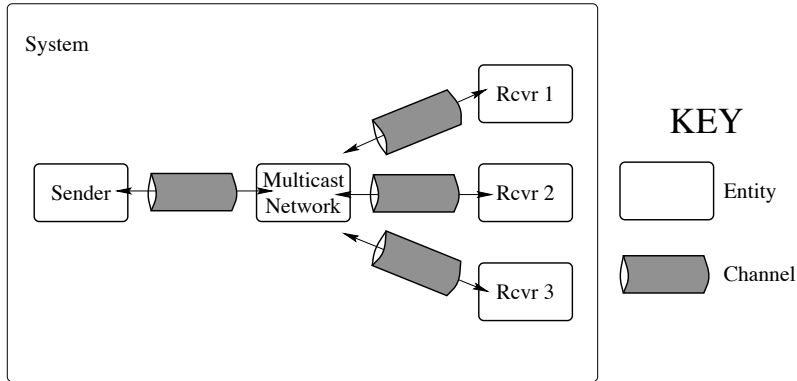 System
Rcvr 1
KEY
Sender
Multicast
Network
Rcvr 2
Entity
Rcvr 3
Channel